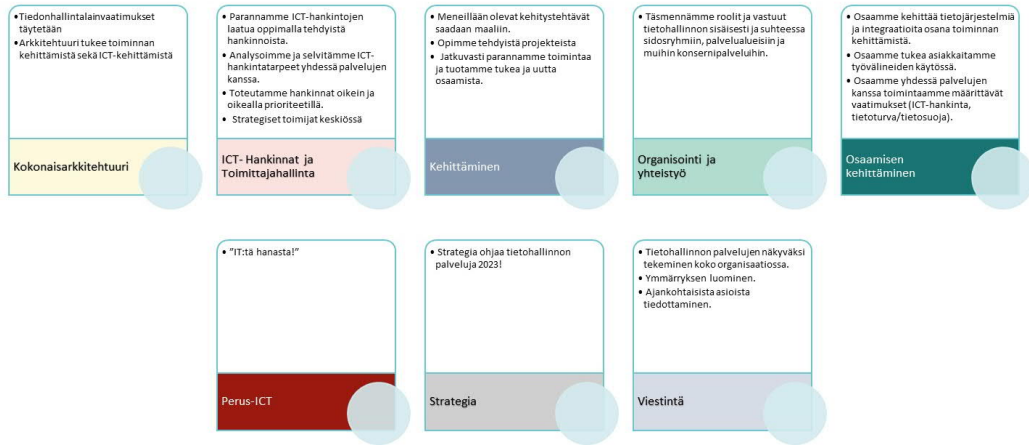 • Tiedonhallintalainvaatimukset
täytetään
• Arkkitehtuuri tukee toiminnan
kehittämistä sekä ICT-kehittämistä
Kokonaisarkkitehtuuri
• Parannamme ICT-hankintojen
laatua oppimalla tehdyistä
hankinnoista.
• Analysoimme ja selvitämme ICT-
hankintatarpeet yhdessä palvelujen
kanssa.
• Toteutamme hankinnat oikein ja
oikealla prioriteetillä.
• Strategiset toimijat keskiössä
ICT- Hankinnat ja
Toimittajahallinta
• Meneillään olevat kehitystehtävät
saadaan maaliin.
• Opimme tehdyistä projekteista
• Jatkuvasti parannamme toimintaa
ja tuotamme tukea ja uutta
osaamista.
Kehittäminen
• Täsmennämme roolit ja vastuut
tietohallinnon sisäisesti ja suhteessa
sidosryhmiin, palvelualueisiin ja
muihin konsernipalveluihin.
Organisointi ja
yhteistyö
• Osaamme kehittää tietojärjestelmiä
ja integraatioita osana toiminnan
kehittämistä.
• Osaamme tukea asiakkaitamme
työvälineiden käytössä.
• Osaamme yhdessä palvelujen
kanssa toimintaamme määrittävät
vaatimukset (ICT-hankinta,
tietoturva/tietosuoja).
Osaamisen
kehittäminen
• "IT:tä hanasta!"
Perus-ICT
• Strategia ohjaa tietohallinnon
palveluja 2023!
Strategia
• Tietohallinnon palvelujen näkyväksi
tekeminen koko organisaatiossa.
• Ymmärryksen luominen.
• Ajankohtaisista asioista
tiedottaminen.
Viestintä